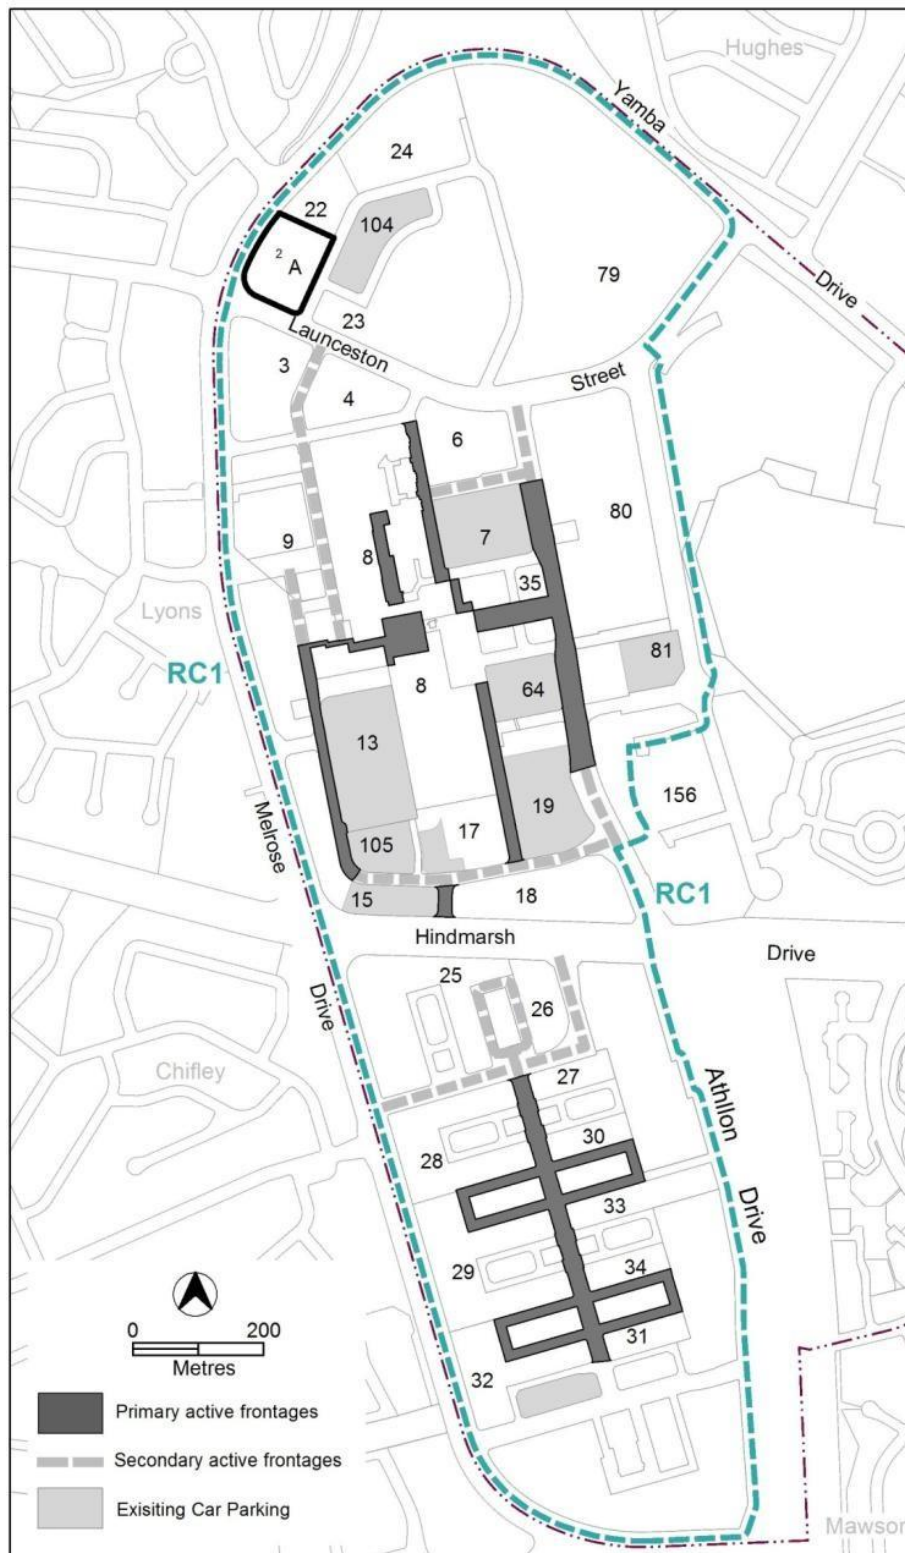 Hughes
Yamba
24
22
104
2
A
79
Drive
23
Launceston
3
Street
4
6
80
7
9
8
35
Lyons
81
RC1
8
64
13
156
19
Melrose
17
105
RC1
15
18
Hindmarsh
Drive
25
26
Drive
Chifley
27
Athllon
30
28
33
Drive
29
34
31
32
0
200
Metres
Primary active frontages
Secondary active frontages
Exisiting Car Parking
Mawson